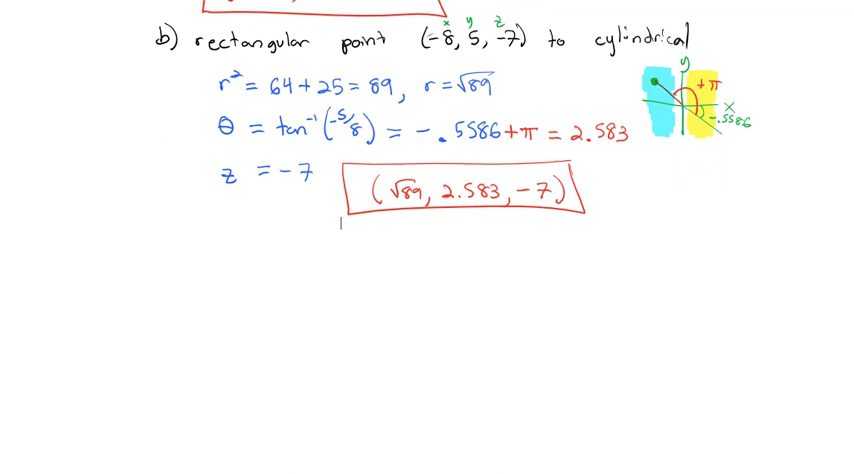 b) rectangular point (-8, 5, -7) to cylindrical
x y z
r² = 64 + 25 = 89, r = √89
y
+π
x
-.5586
θ = tan⁻¹(-5/8) = -.5586 + π = 2.583
z = -7
(√89, 2.583, -7)